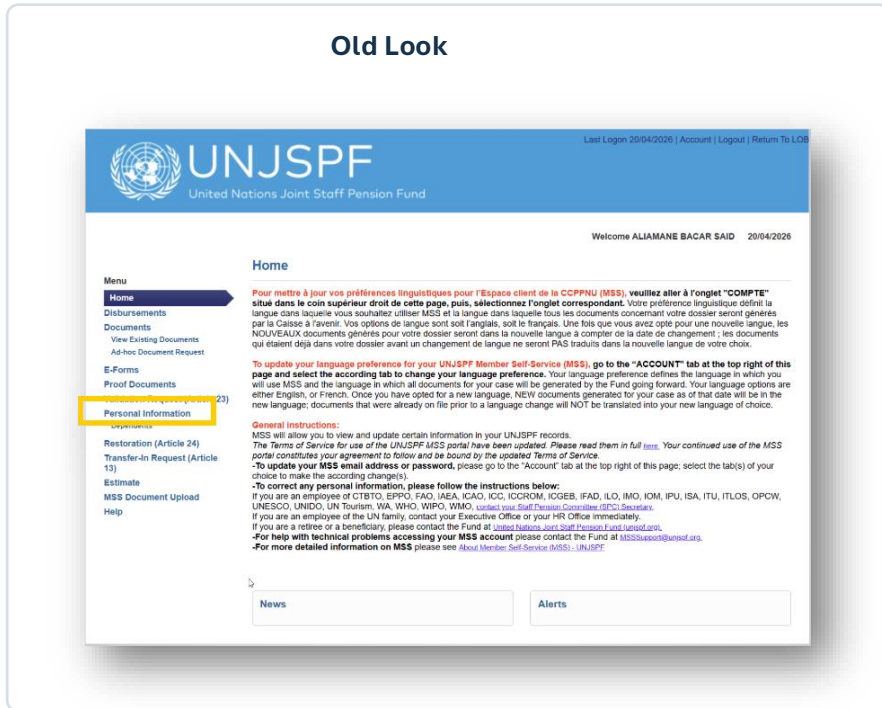 Old Look
Last Logon 20/04/2026 | Account | Logout | Return To LOB
UNJSPF
United Nations Joint Staff Pension Fund
Welcome ALIAMANE BACAR SAID 20/04/2026
Menu
Home
Disbursements
Documents
View Existing Documents
Ad-hoc Document Request
E-Forms
Proof Documents
23)
Personal Information
Dependents
Restoration (Article 24)
Transfer-In Request (Article
13)
Estimate
MSS Document Upload
Help
Home
Pour mettre à jour vos préférences linguistiques pour l'Espace client de la CCPPNU (MSS), veuillez aller à l'onglet "COMPTE"
situé dans le coin supérieur droit de cette page, puis, sélectionnez l'onglet correspondant. Votre préférence linguistique définit la
langue dans laquelle vous souhaitez utiliser MSS et la langue dans laquelle tous les documents concernant votre dossier seront générés
par la Caisse à l'avenir. Vos options de langue sont soit l'anglais, soit le français. Une fois que vous avez opté pour une nouvelle langue, les
NOUVEAUX documents générés pour votre dossier seront dans la nouvelle langue à compter de la date de changement ; les documents
qui étaient déjà dans votre dossier avant un changement de langue ne seront PAS traduits dans la nouvelle langue de votre choix.
To update your language preference for your UNJSPF Member Self-Service (MSS), go to the "ACCOUNT" tab at the top right of this
page and select the according tab to change your language preference. Your language preference defines the language in which you
will use MSS and the language in which all documents for your case will be generated by the Fund going forward. Your language options are
either English, or French. Once you have opted for a new language, NEW documents generated for your case as of that date will be in the
new language; documents that were already on file prior to a language change will NOT be translated into your new language of choice.
General instructions:
MSS will allow you to view and update certain information in your UNJSPF records.
The Terms of Service for use of the UNJSPF MSS portal have been updated. Please read them in full here. Your continued use of the MSS
portal constitutes your agreement to follow and be bound by the updated Terms of Service.
-To update your MSS email address or password, please go to the "Account" tab at the top right of this page; select the tab(s) of your
choice to make the according change(s).
-To correct any personal information, please follow the instructions below:
If you are an employee of CTBTO, EPPO, FAO, IAEA, ICAO, ICC, ICCROM, ICGEB, IFAD, ILO, IMO, IOM, IPU, ISA, ITU, ITLOS, OPCW,
UNESCO, UNIDO, UN Tourism, WA, WHO, WIPO, WMO, contact your Staff Pension Committee (SPC) Secretary.
If you are an employee of the UN family, contact your Executive Office or your HR Office immediately.
If you are a retiree or a beneficiary, please contact the Fund at United Nations Joint Staff Pension Fund (unjspf.org).
-For help with technical problems accessing your MSS account please contact the Fund at MSSSupport@unjspf.org.
-For more detailed information on MSS please see About Member Self-Service (MSS) - UNJSPF
News
Alerts